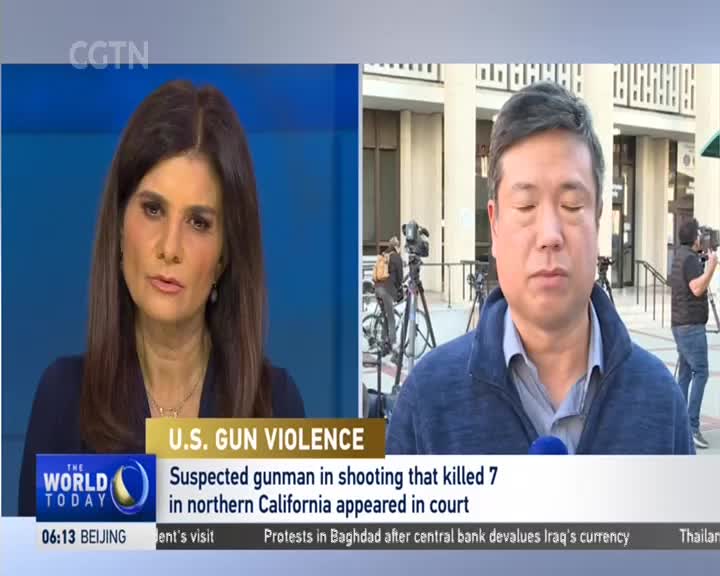 CGTN
U.S. GUN VIOLENCE
THE
WORLD
TODAY
Suspected gunman in shooting that killed 7
in northern California appeared in court
06:13 BEIJING
dent's visit
Protests in Baghdad after central bank devalues Iraq's currency
Thailan